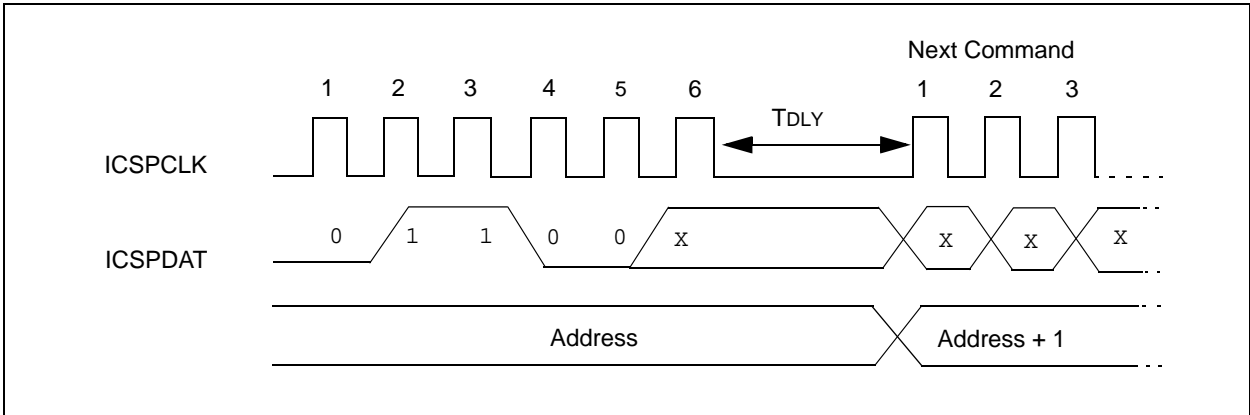 Next Command
1 2 3 4 5 6 1 2 3
TDLY
ICSPCLK
0 1 1 0 0 X X X X
ICSPDAT
Address Address + 1